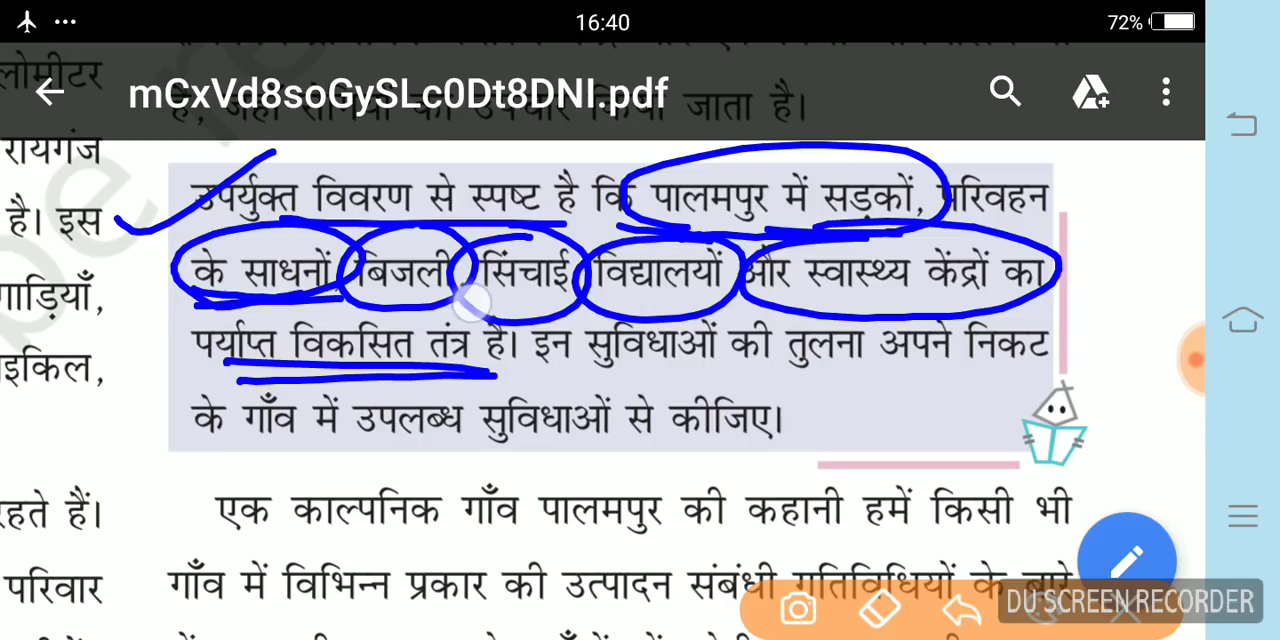 16:40
72%
mCxVd8soGySLc0Dt8DNI.pdf
लोमीटर
जाता है।
रायगंज
उपर्युक्त विवरण से स्पष्ट है कि पालमपुर में सड़कों, परिवहन
है। इस
के साधनों, बिजली, सिंचाई, विद्यालयों और स्वास्थ्य केंद्रों का
गाड़ियाँ,
पर्याप्त विकसित तंत्र है। इन सुविधाओं की तुलना अपने निकट
इकिल,
के गाँव में उपलब्ध सुविधाओं से कीजिए।
रहते हैं।
एक काल्पनिक गाँव पालमपुर की कहानी हमें किसी भी
परिवार
गाँव में विभिन्न प्रकार की उत्पादन संबंधी गतिविधियों के बारे
DU SCREEN RECORDER